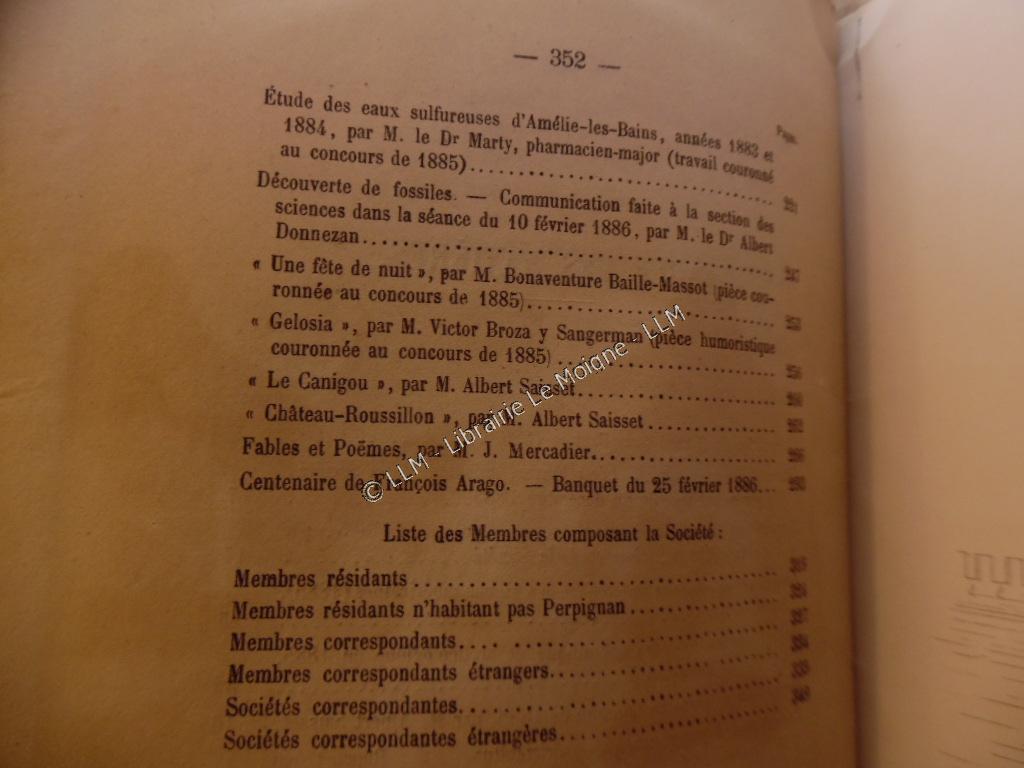 — 352 —
Pages.
Étude des eaux sulfureuses d'Amélie-les-Bains, années 1883 et
1884, par M. le Dr Marty, pharmacien-major (travail couronné
au concours de 1885)
Découverte de fossiles. — Communication faite à la section des
sciences dans la séance du 10 février 1886, par M. le Dr Albert
Donnezan
« Une fête de nuit », par M. Bonaventure Baille-Massot (pièce cou-
ronnée au concours de 1885)
« Gelosia », par M. Victor Broza y Sangerman (pièce humoristique
couronnée au concours de 1885)
« Le Canigou », par M. Albert Saisset
« Château-Roussillon », par M. Albert Saisset
Fables et Poëmes, par M. J. Mercadier
Centenaire de François Arago. — Banquet du 25 février 1886
Liste des Membres composant la Société :
Membres résidants
Membres résidants n'habitant pas Perpignan
Membres correspondants
Membres correspondants étrangers
Sociétés correspondantes
Sociétés correspondantes étrangères
© LLM - Librairie Le Moigne - LLM